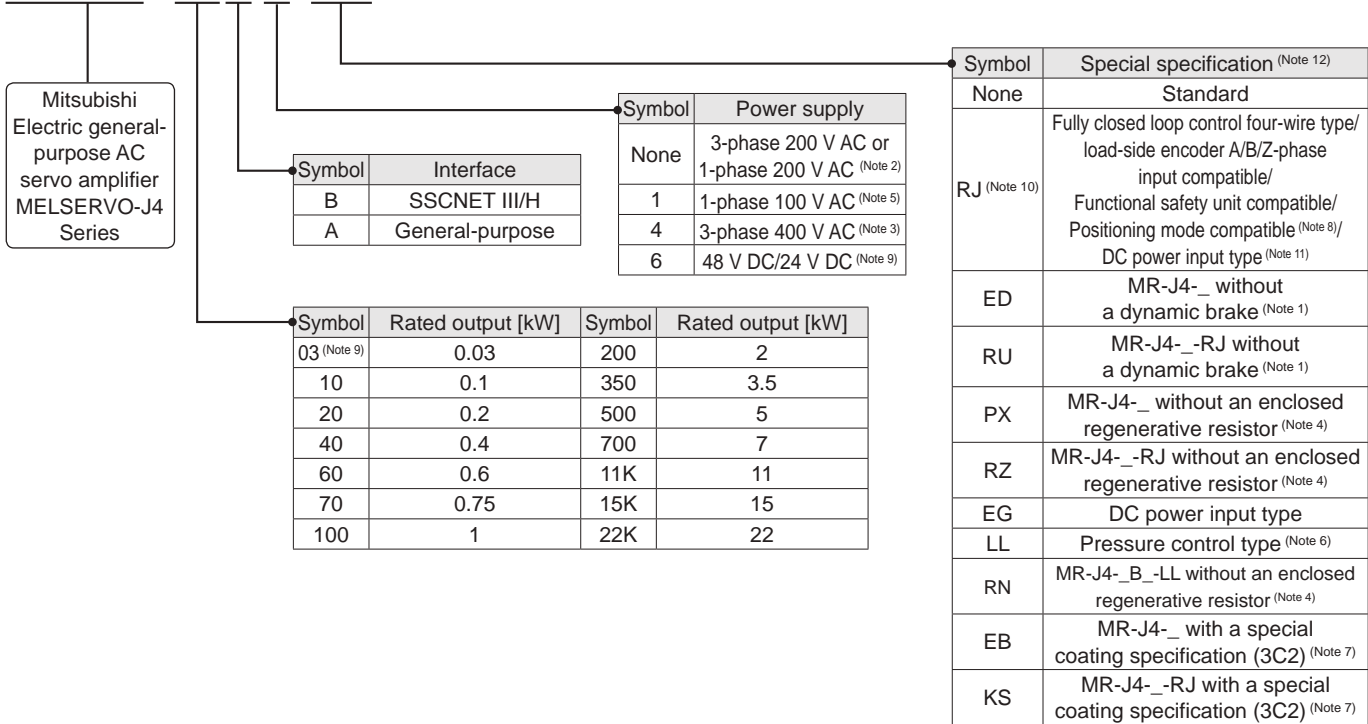 Mitsubishi
Electric general-
purpose AC
servo amplifier
MELSERVO-J4
Series
Symbol Interface
B SSCNET III/H
A General-purpose
Symbol Power supply
None 3-phase 200 V AC or
1-phase 200 V AC (Note 2)
1 1-phase 100 V AC (Note 5)
4 3-phase 400 V AC (Note 3)
6 48 V DC/24 V DC (Note 9)
Symbol Rated output [kW] Symbol Rated output [kW]
03 (Note 9) 0.03 200 2
10 0.1 350 3.5
20 0.2 500 5
40 0.4 700 7
60 0.6 11K 11
70 0.75 15K 15
100 1 22K 22
Symbol Special specification (Note 12)
None Standard
RJ (Note 10) Fully closed loop control four-wire type/
load-side encoder A/B/Z-phase
input compatible/
Functional safety unit compatible/
Positioning mode compatible (Note 8)/
DC power input type (Note 11)
ED MR-J4-_ without
a dynamic brake (Note 1)
RU MR-J4-_-RJ without
a dynamic brake (Note 1)
PX MR-J4-_ without an enclosed
regenerative resistor (Note 4)
RZ MR-J4-_-RJ without an enclosed
regenerative resistor (Note 4)
EG DC power input type
LL Pressure control type (Note 6)
RN MR-J4-_B_-LL without an enclosed
regenerative resistor (Note 4)
EB MR-J4-_ with a special
coating specification (3C2) (Note 7)
KS MR-J4-_-RJ with a special
coating specification (3C2) (Note 7)